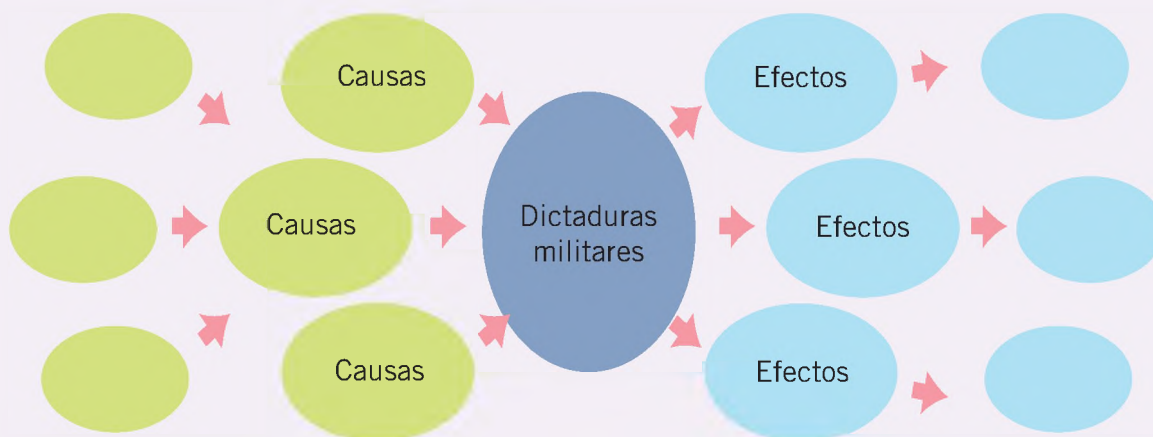 Causas
Efectos
Causas
Dictaduras
militares
Efectos
Causas
Efectos